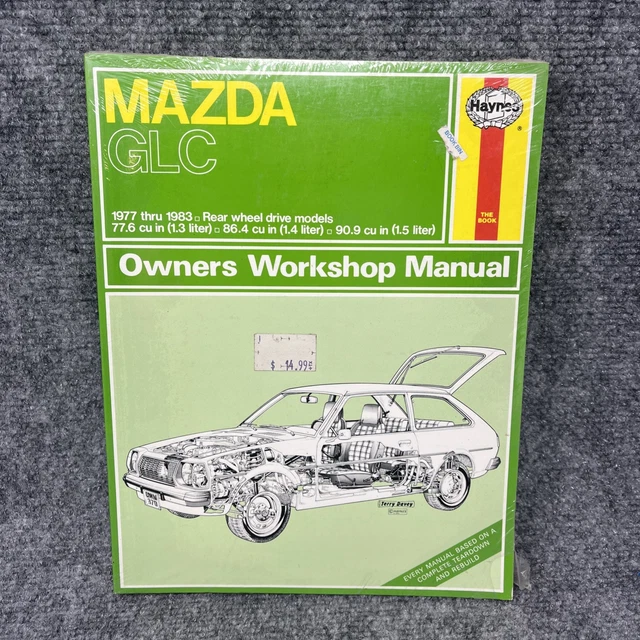 MAZDA
GLC
Haynes
®
BOOK BIN
THE
BOOK
1977 thru 1983 □ Rear wheel drive models
77.6 cu in (1.3 liter) □ 86.4 cu in (1.4 liter) □ 90.9 cu in (1.5 liter)
Owners Workshop Manual
$ 14.99
Terry Davey
EVERY MANUAL BASED ON A
COMPLETE TEARDOWN
AND REBUILD